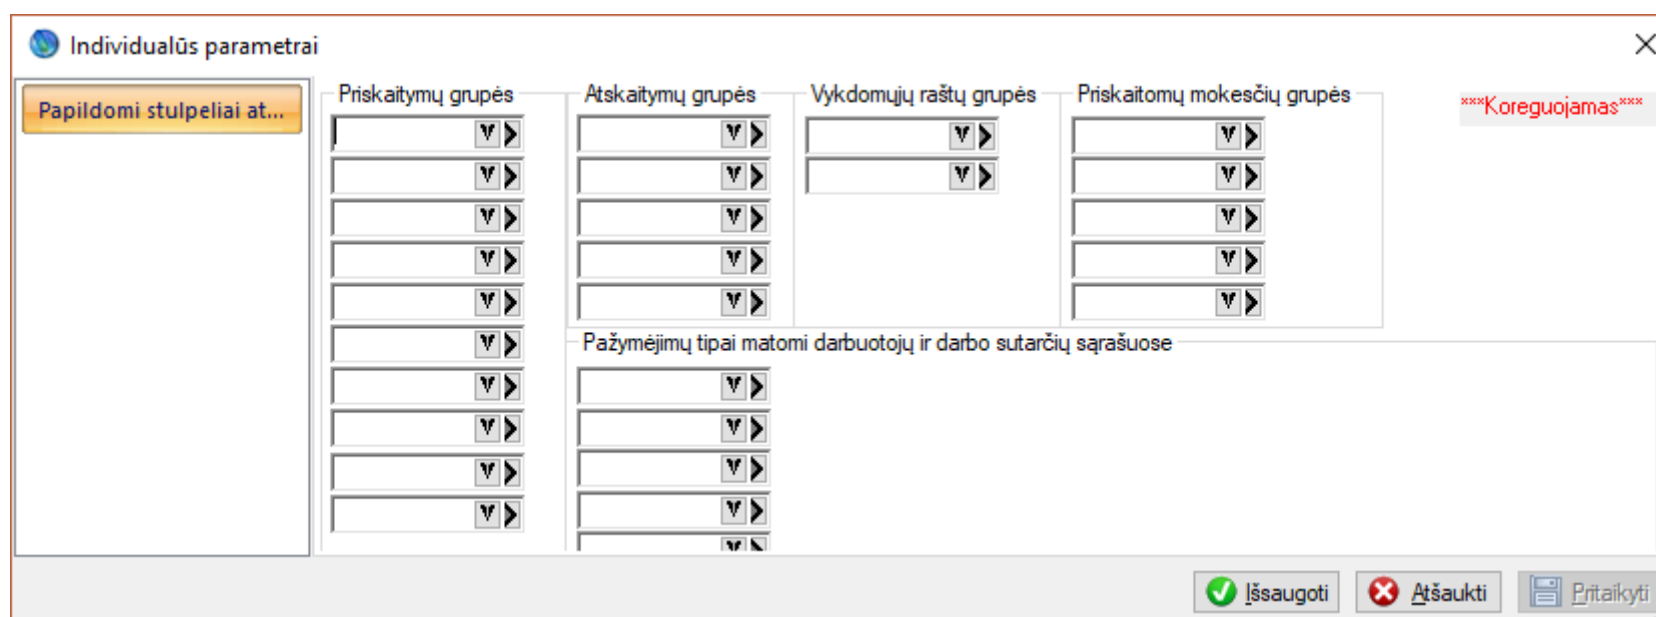 Individualūs parametrai
Papildomi stulpeliai at...
Priskaitymų grupės
Atskaitymų grupės
Vykdomųjų raštų grupės
Priskaitomų mokesčių grupės
***Koreguojamas***
Pažymėjimų tipai matomi darbuotojų ir darbo sutarčių sąrašuose
Išsaugoti
Atšaukti
Pritaikyti